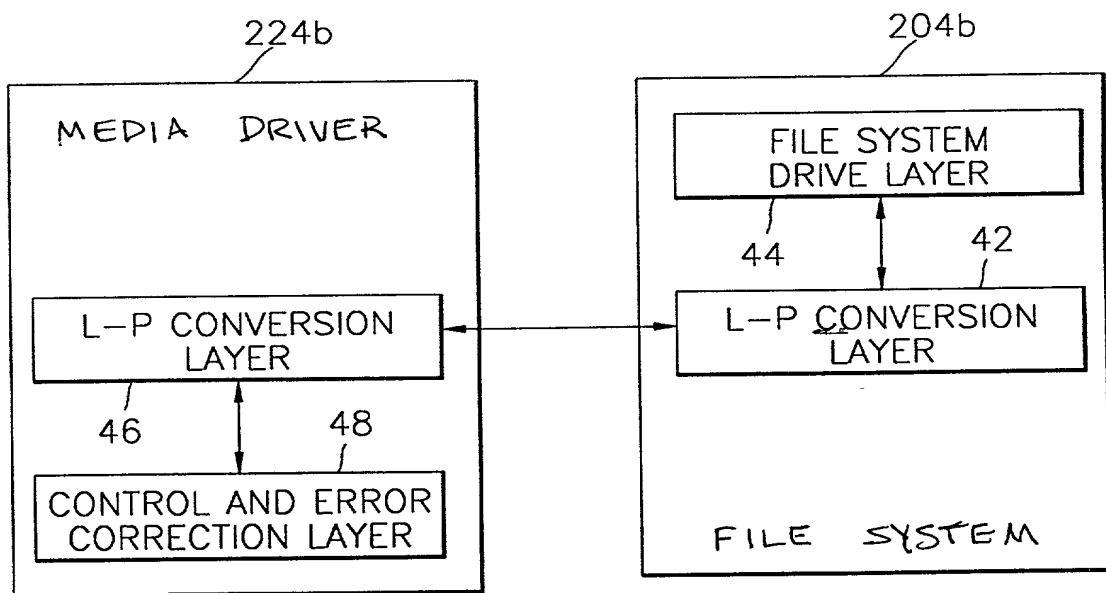 224b
MEDIA DRIVER
L-P CONVERSION
LAYER
46
48
CONTROL AND ERROR
CORRECTION LAYER
204b
FILE SYSTEM
DRIVE LAYER
44
42
L-P CONVERSION
LAYER
FILE SYSTEM